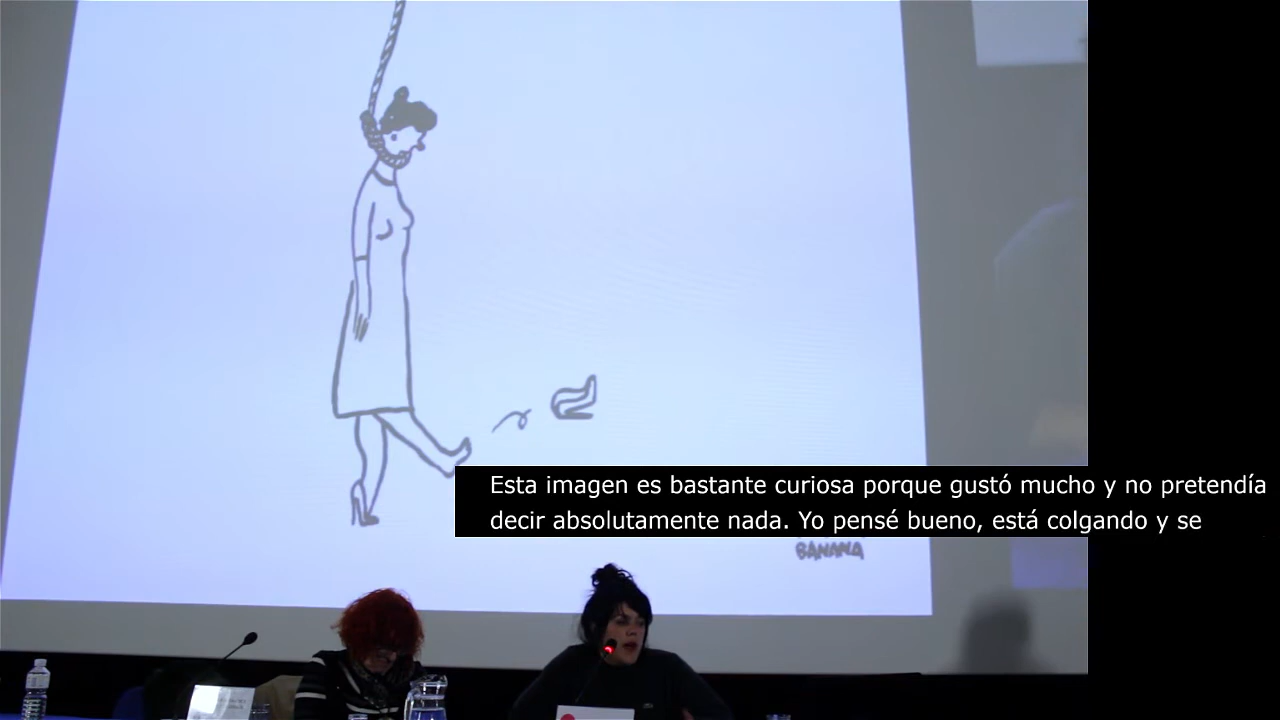 Esta imagen es bastante curiosa porque gustó mucho y no pretendía
decir absolutamente nada. Yo pensé bueno, está colgando y se
BANANA